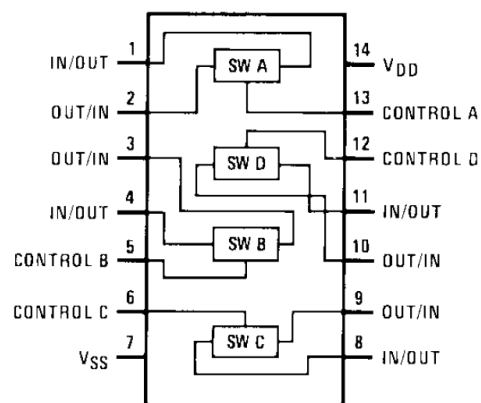 1
IN/OUT
SW A
14
VDD
2
OUT/IN
13
CONTROL A
3
OUT/IN
12
CONTROL D
SW D
4
IN/OUT
11
IN/OUT
SW B
5
CONTROL B
10
OUT/IN
6
CONTROL C
9
OUT/IN
SW C
7
VSS
8
IN/OUT